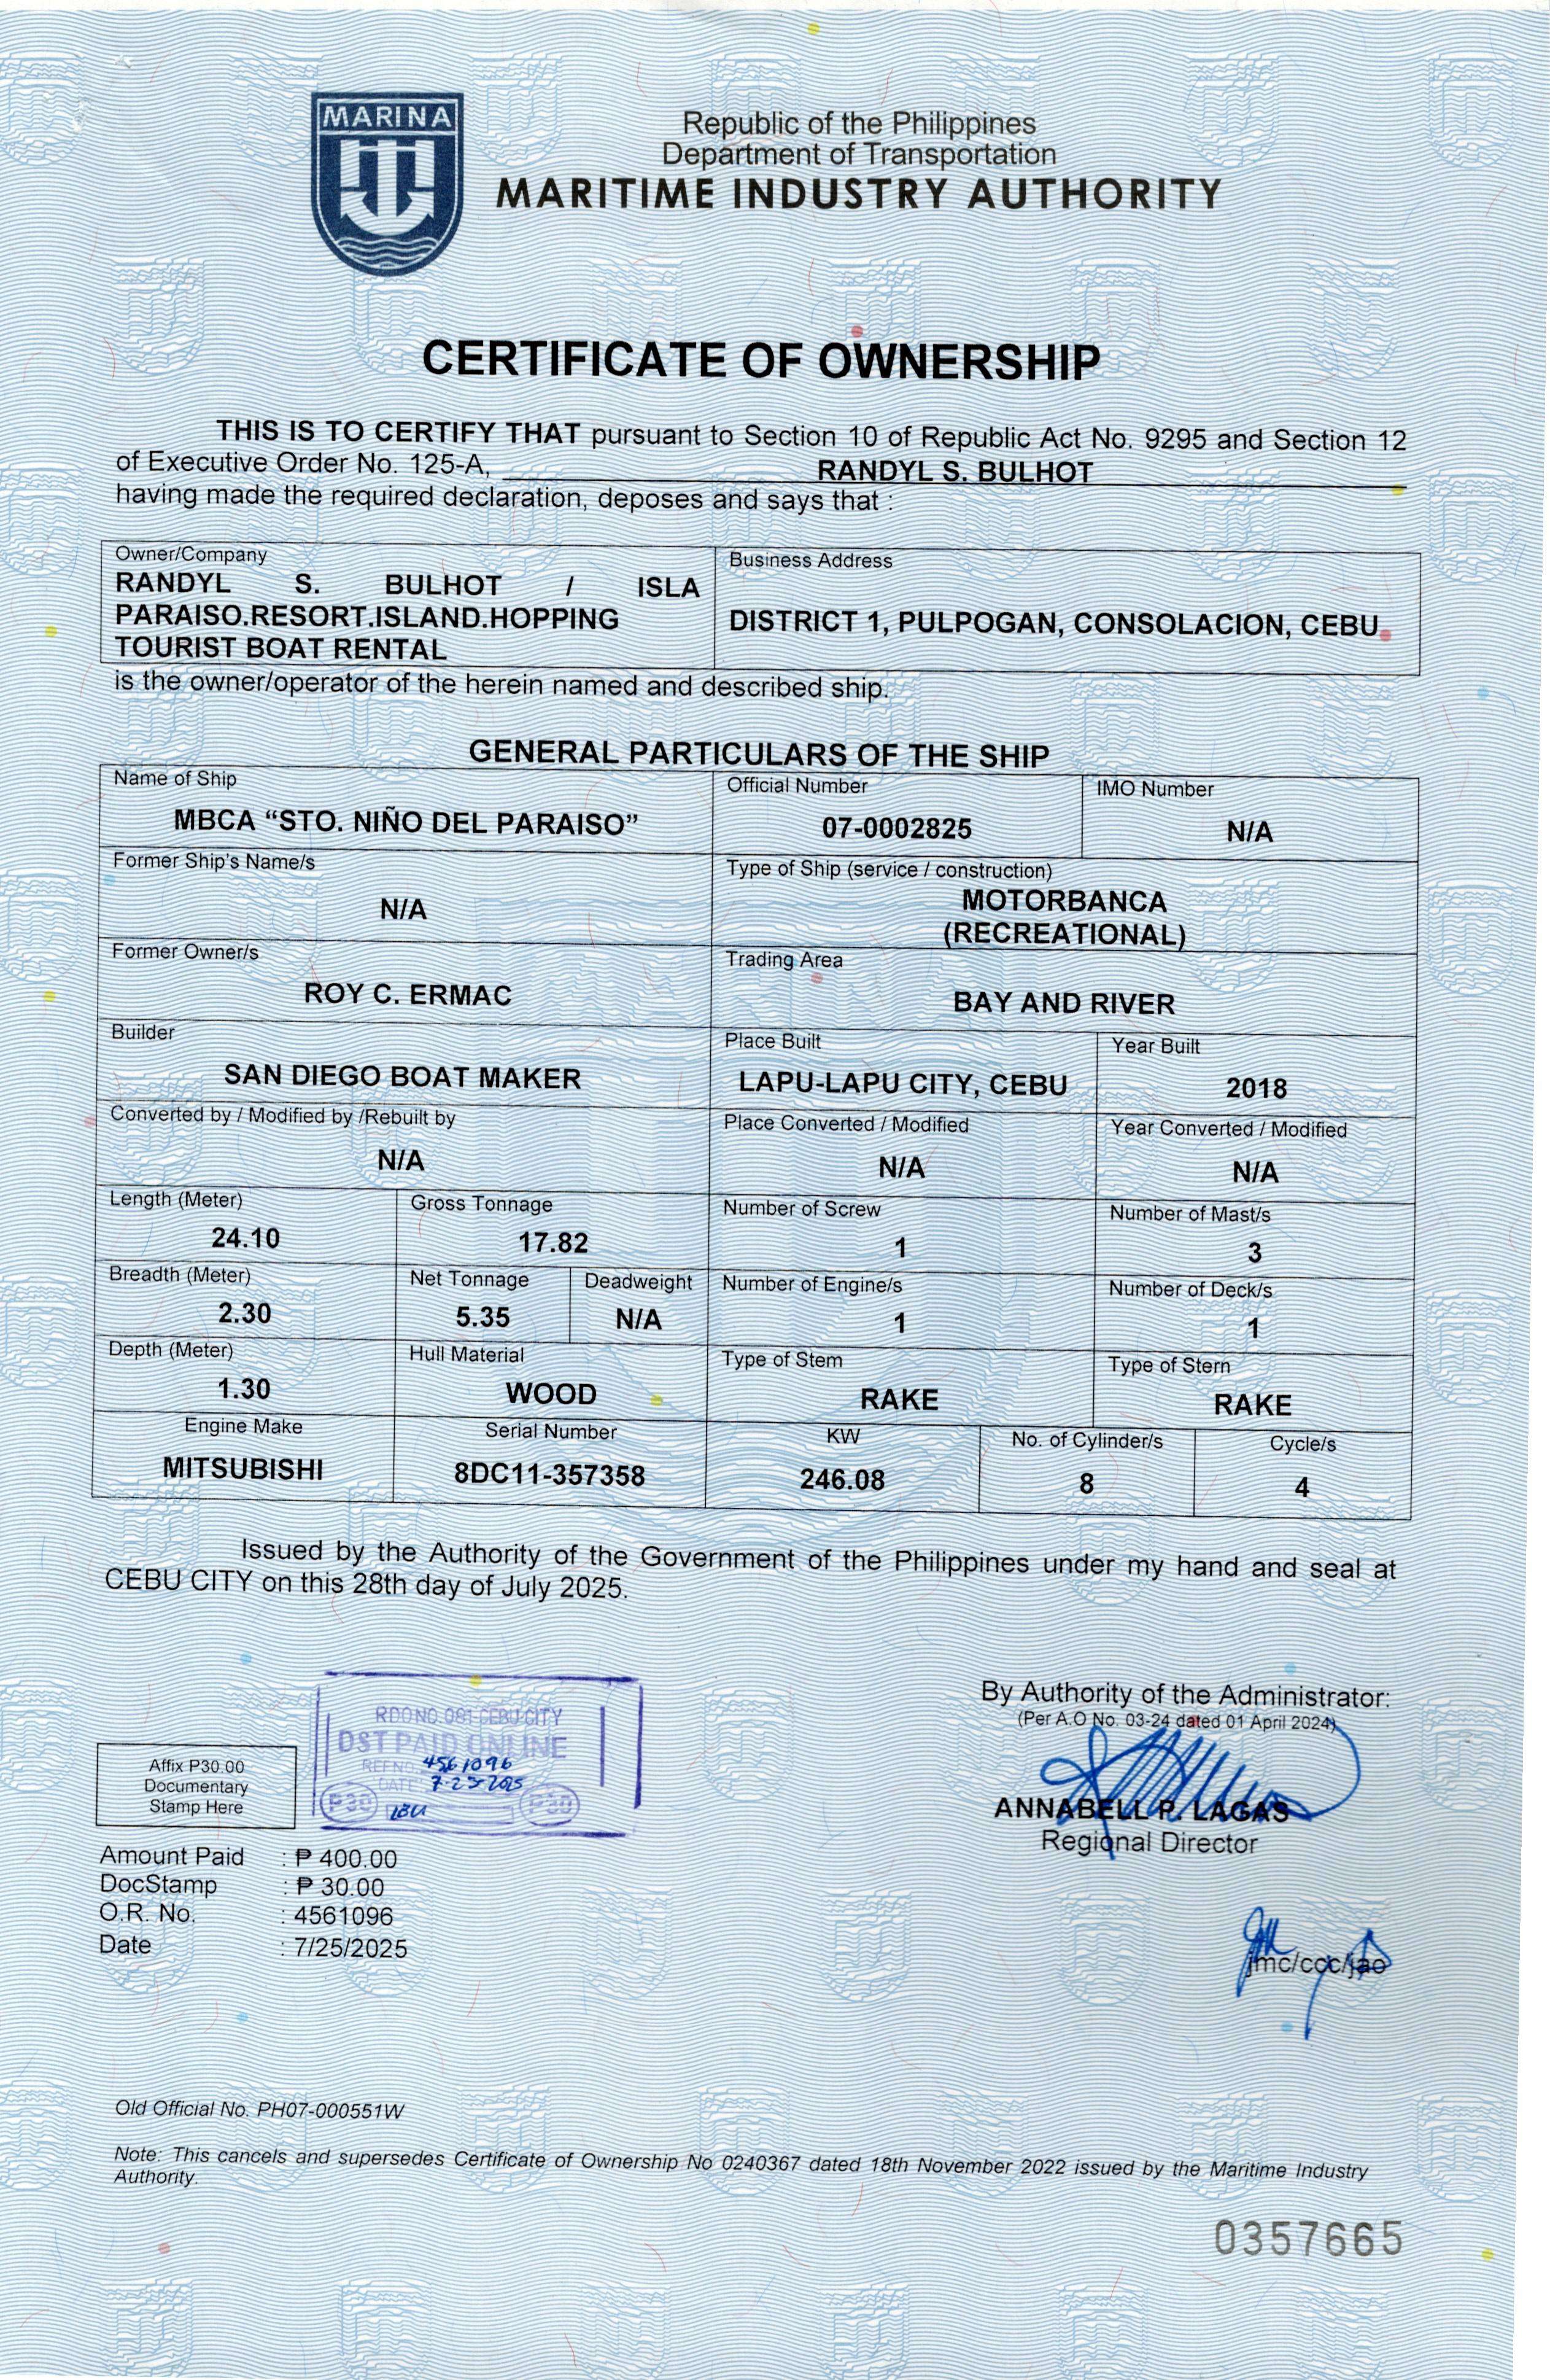 MARINA
Republic of the Philippines
Department of Transportation
MARITIME INDUSTRY AUTHORITY
CERTIFICATE OF OWNERSHIP
THIS IS TO CERTIFY THAT pursuant to Section 10 of Republic Act No. 9295 and Section 12
of Executive Order No. 125-A, RANDYL S. BULHOT
having made the required declaration, deposes and says that :
Owner/Company
RANDYL S. BULHOT / ISLA
PARAISO.RESORT.ISLAND.HOPPING
TOURIST BOAT RENTAL
Business Address
DISTRICT 1, PULPOGAN, CONSOLACION, CEBU
is the owner/operator of the herein named and described ship.
GENERAL PARTICULARS OF THE SHIP
Name of Ship
MBCA “STO. NIÑO DEL PARAISO”
Official Number
07-0002825
IMO Number
N/A
Former Ship's Name/s
N/A
Type of Ship (service / construction)
MOTORBANCA
(RECREATIONAL)
Former Owner/s
ROY C. ERMAC
Trading Area
BAY AND RIVER
Builder
SAN DIEGO BOAT MAKER
Place Built
LAPU-LAPU CITY, CEBU
Year Built
2018
Converted by / Modified by /Rebuilt by
N/A
Place Converted / Modified
N/A
Year Converted / Modified
N/A
Length (Meter)
24.10
Gross Tonnage
17.82
Number of Screw
1
Number of Mast/s
3
Breadth (Meter)
2.30
Net Tonnage
5.35
Deadweight
N/A
Number of Engine/s
1
Number of Deck/s
1
Depth (Meter)
1.30
Hull Material
WOOD
Type of Stem
RAKE
Type of Stern
RAKE
Engine Make
MITSUBISHI
Serial Number
8DC11-357358
KW
246.08
No. of Cylinder/s
8
Cycle/s
4
Issued by the Authority of the Government of the Philippines under my hand and seal at
CEBU CITY on this 28th day of July 2025.
RDO NO. 081 CEBU CITY
DST PAID ONLINE
REF NO. 4561096
DATE 7-25-2025
P30 P30
Affix P30.00
Documentary
Stamp Here
By Authority of the Administrator:
(Per A.O No. 03-24 dated 01 April 2024)
ANNABELL P. LAGAS
Regional Director
Amount Paid : ₱ 400.00
DocStamp : ₱ 30.00
O.R. No. : 4561096
Date : 7/25/2025
jmc/ccc/jao
Old Official No. PH07-000551W
Note: This cancels and supersedes Certificate of Ownership No 0240367 dated 18th November 2022 issued by the Maritime Industry
Authority.
0357665